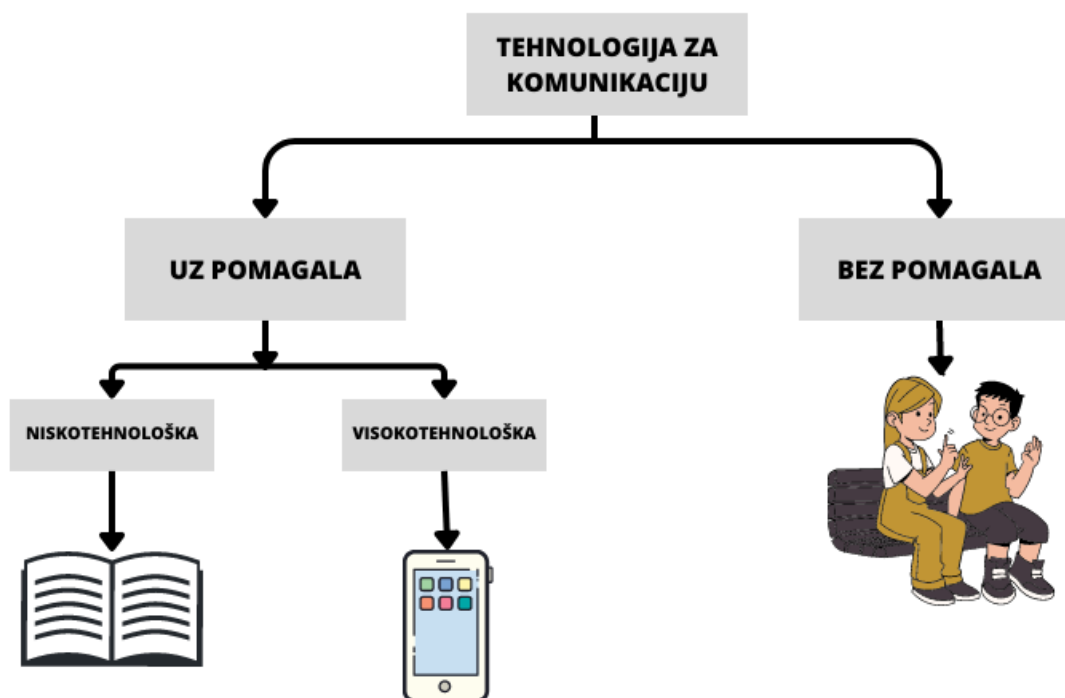 TEHNOLOGIJA ZA
KOMUNIKACIJU
UZ POMAGALA
BEZ POMAGALA
NISKOTEHNOLOŠKA
VISOKOTEHNOLOŠKA